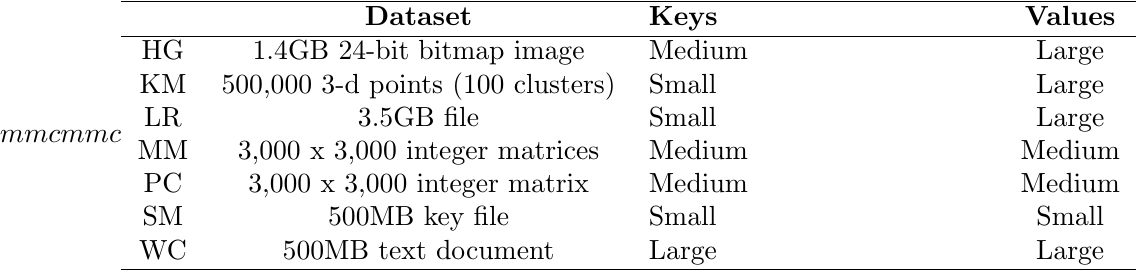 Dataset Keys Values
HG 1.4GB 24-bit bitmap image Medium Large
KM 500,000 3-d points (100 clusters) Small Large
LR 3.5GB file Small Large
mmcmmc
MM 3,000 x 3,000 integer matrices Medium Medium
PC 3,000 x 3,000 integer matrix Medium Medium
SM 500MB key file Small Small
WC 500MB text document Large Large